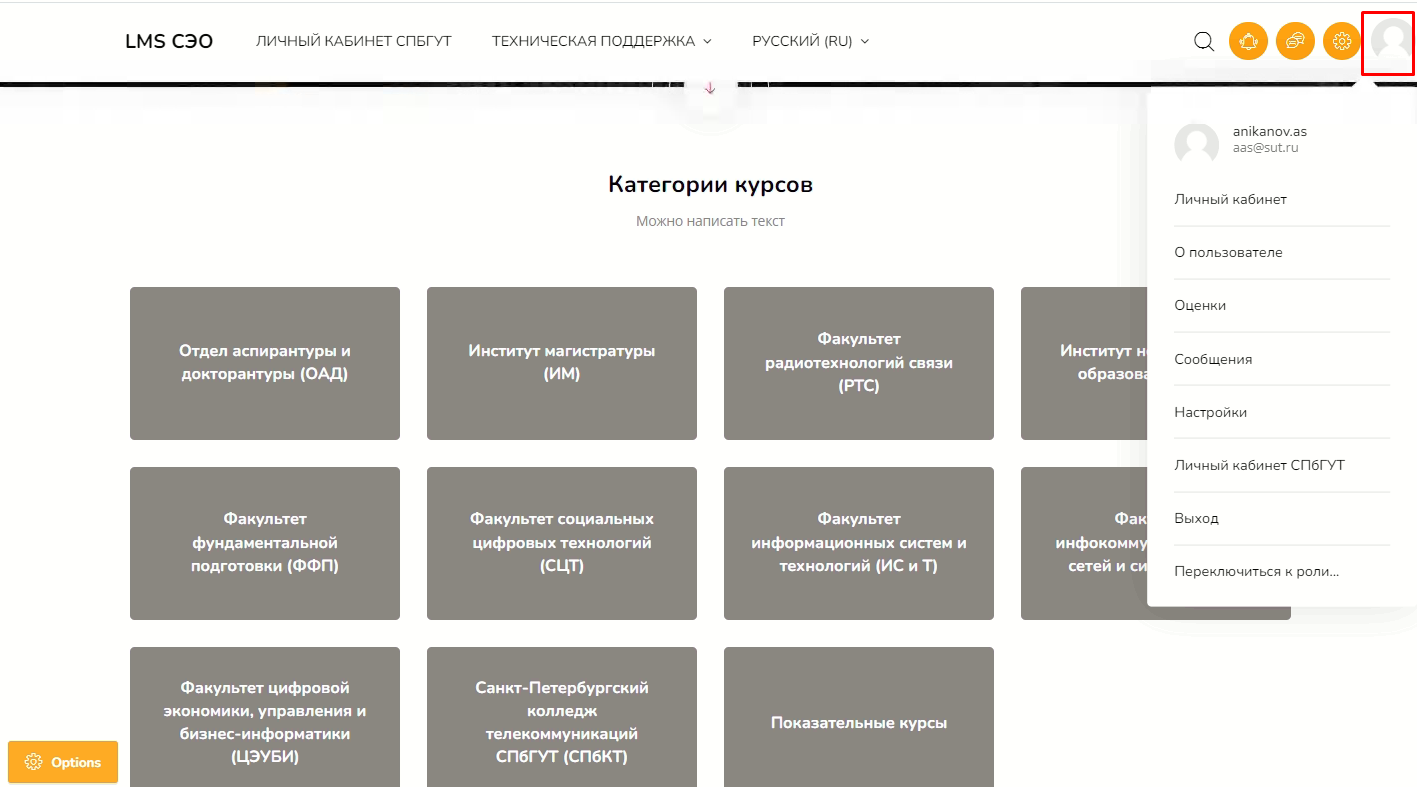 LMS СЭО
ЛИЧНЫЙ КАБИНЕТ СПБГУТ
ТЕХНИЧЕСКАЯ ПОДДЕРЖКА
РУССКИЙ (RU)
anikanov.as
aas@sut.ru
Личный кабинет
О пользователе
Оценки
Сообщения
Настройки
Личный кабинет СПбГУТ
Выход
Переключиться к роли...
Категории курсов
Можно написать текст
Отдел аспирантуры и
докторантуры (ОАД)
Институт магистратуры
(ИМ)
Факультет
радиотехнологий связи
(РТС)
Институт
Факультет
фундаментальной
подготовки (ФФП)
Факультет социальных
цифровых технологий
(СЦТ)
Факультет
информационных систем и
технологий (ИС и Т)
сетей и
Факультет цифровой
экономики, управления и
бизнес-информатики
(ЦЭУБИ)
Санкт-Петербургский
колледж
телекоммуникаций
СПбГУТ (СПбКТ)
Показательные курсы
Options